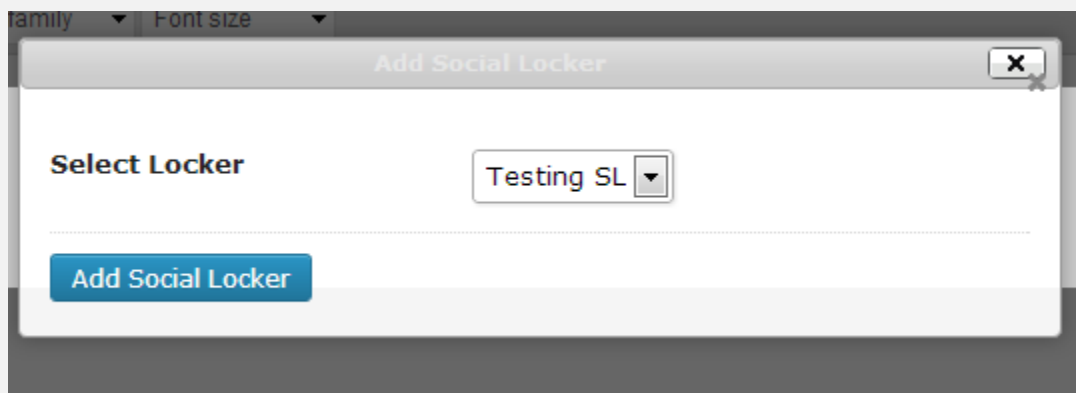 family Font size
Add Social Locker
Select Locker
Testing SL
Add Social Locker